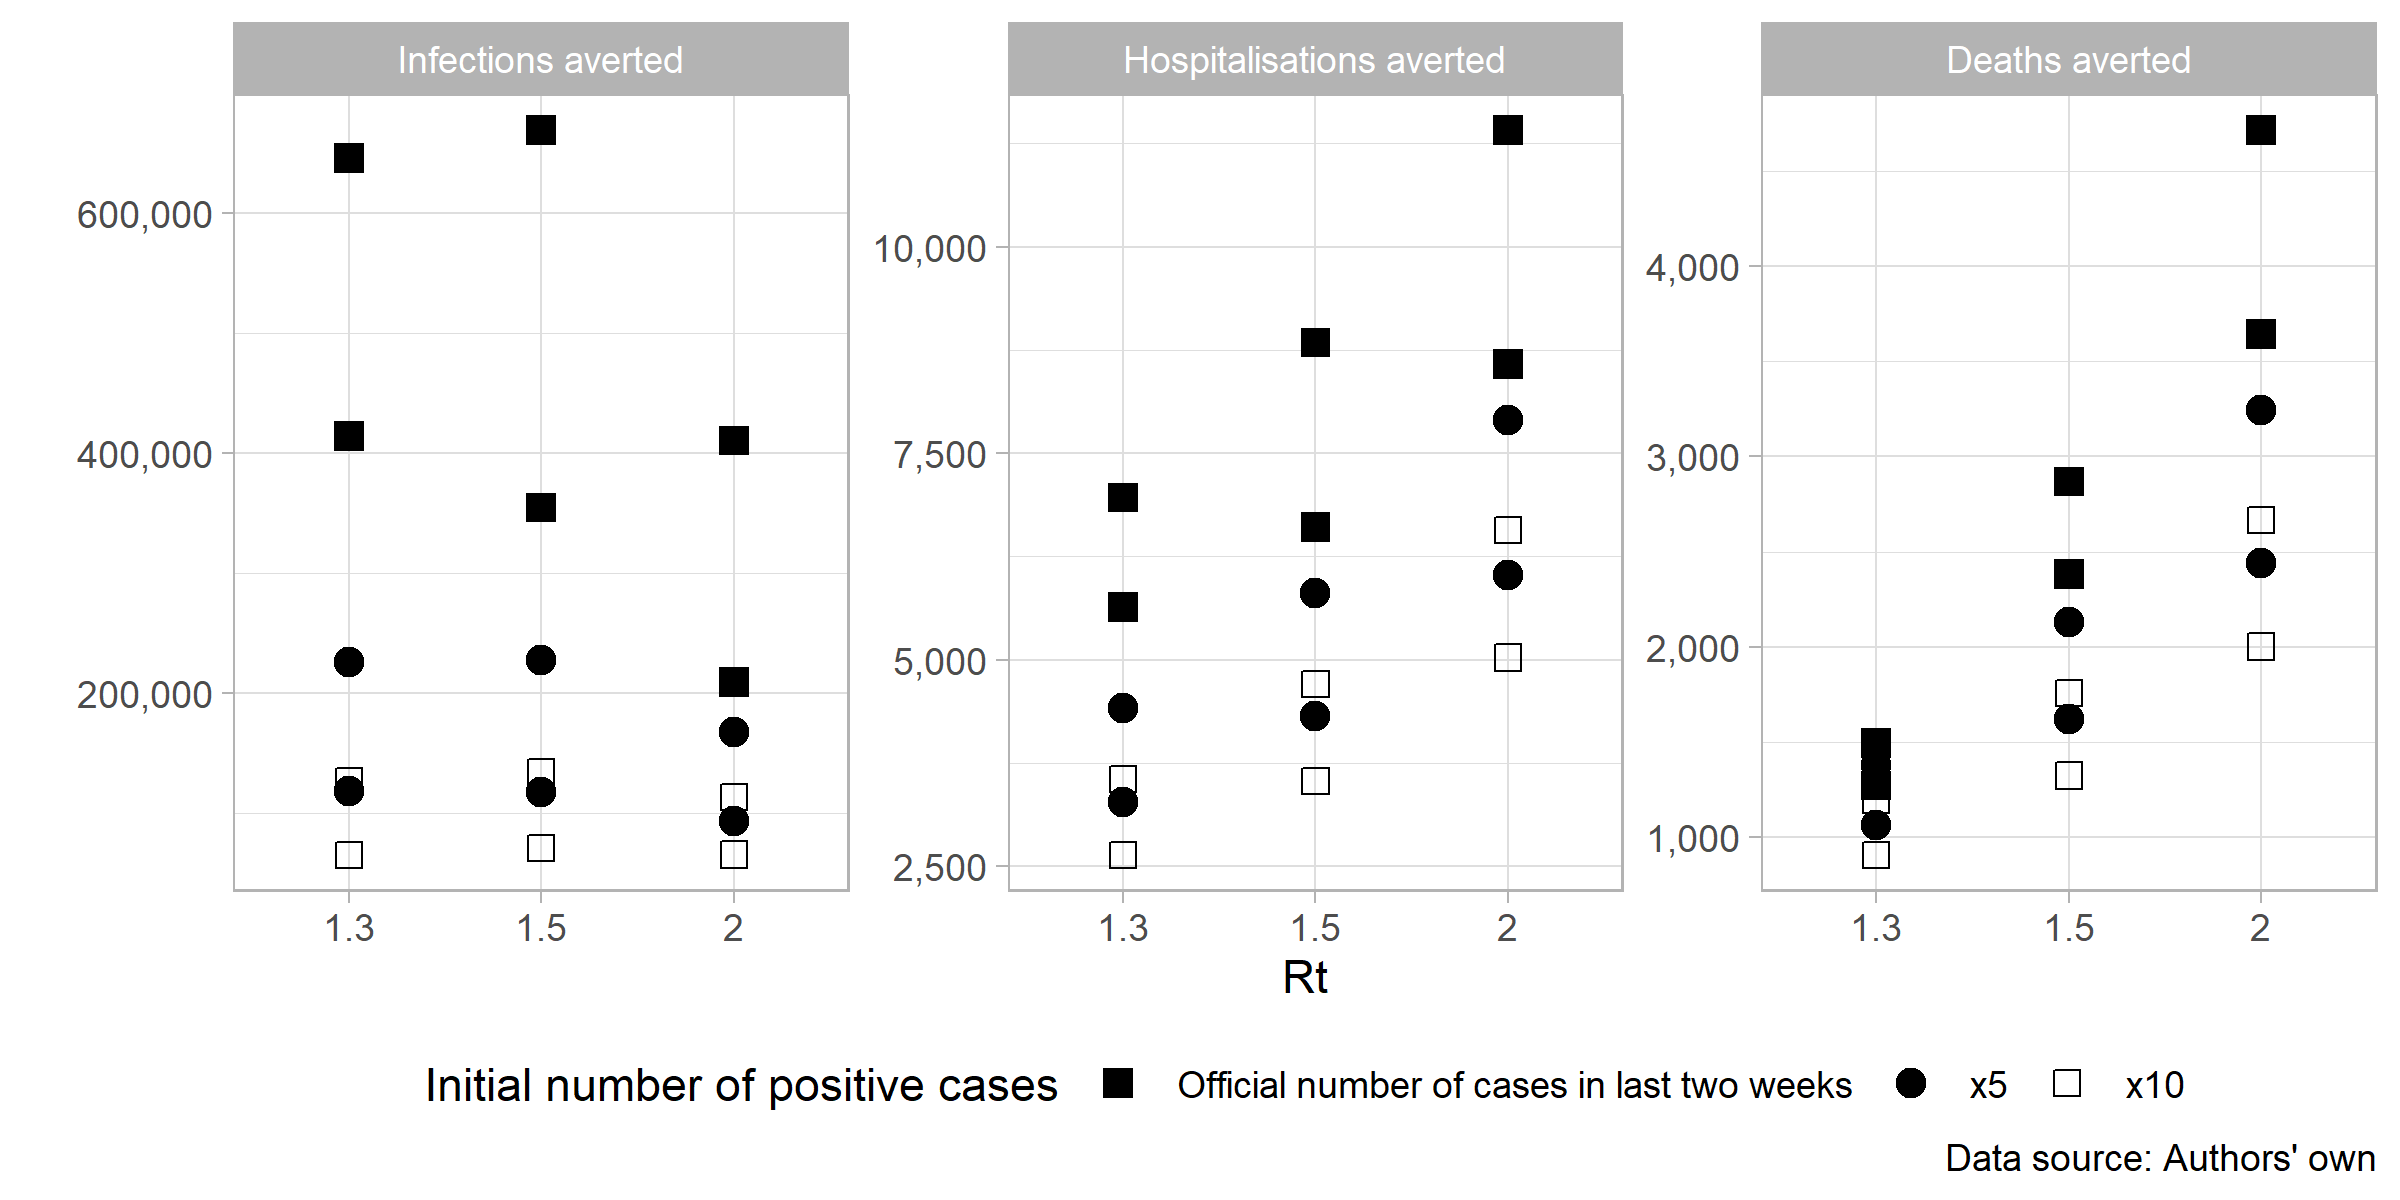 Infections averted
Hospitalisations averted
Deaths averted
600,000
400,000
200,000
10,000
7,500
5,000
2,500
4,000
3,000
2,000
1,000
1.3 1.5 2
1.3 1.5 2
1.3 1.5 2
Rt
Initial number of positive cases
Official number of cases in last two weeks
x5
x10
Data source: Authors' own